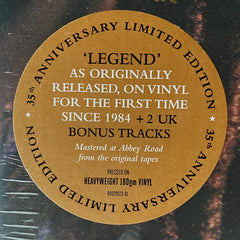 35th ANNIVERSARY LIMITED EDITION
'LEGEND'
AS ORIGINALLY
RELEASED, ON VINYL
FOR THE FIRST TIME
SINCE 1984 + 2 UK
BONUS TRACKS
Mastered at Abbey Road
from the original tapes
PRESSED ON
HEAVYWEIGHT 180gm VINYL
35th ANNIVERSARY LIMITED EDITION